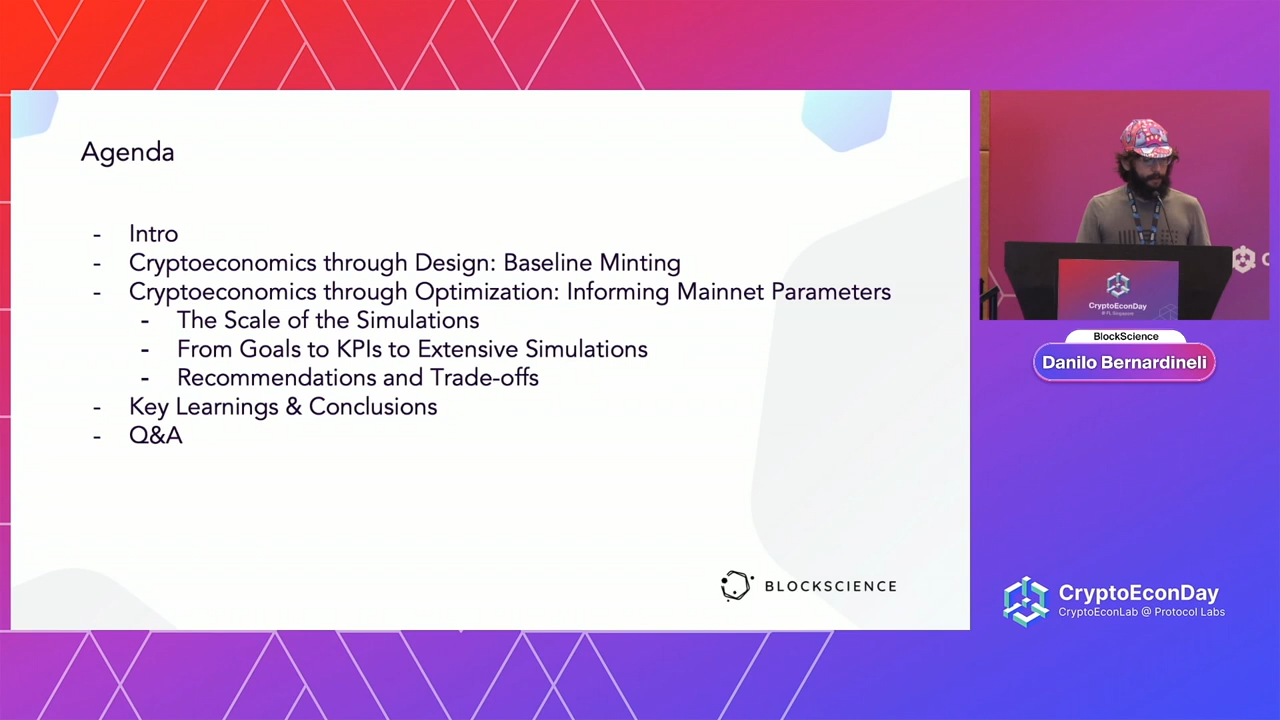 Agenda
- Intro
- Cryptoeconomics through Design: Baseline Minting
- Cryptoeconomics through Optimization: Informing Mainnet Parameters
- The Scale of the Simulations
- From Goals to KPIs to Extensive Simulations
- Recommendations and Trade-offs
- Key Learnings & Conclusions
- Q&A
BLOCKSCIENCE
CryptoEconDay
BlockScience
Danilo Bernardineli
CryptoEconDay
CryptoEconLab @ Protocol Labs